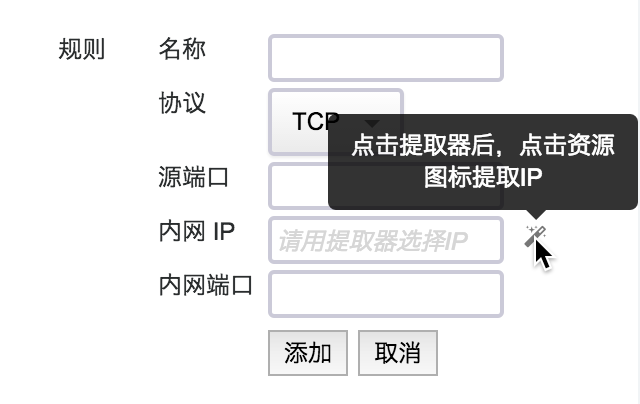 规则
名称
协议
TCP
点击提取器后，点击资源
图标提取IP
源端口
内网 IP
请用提取器选择IP
内网端口
添加
取消